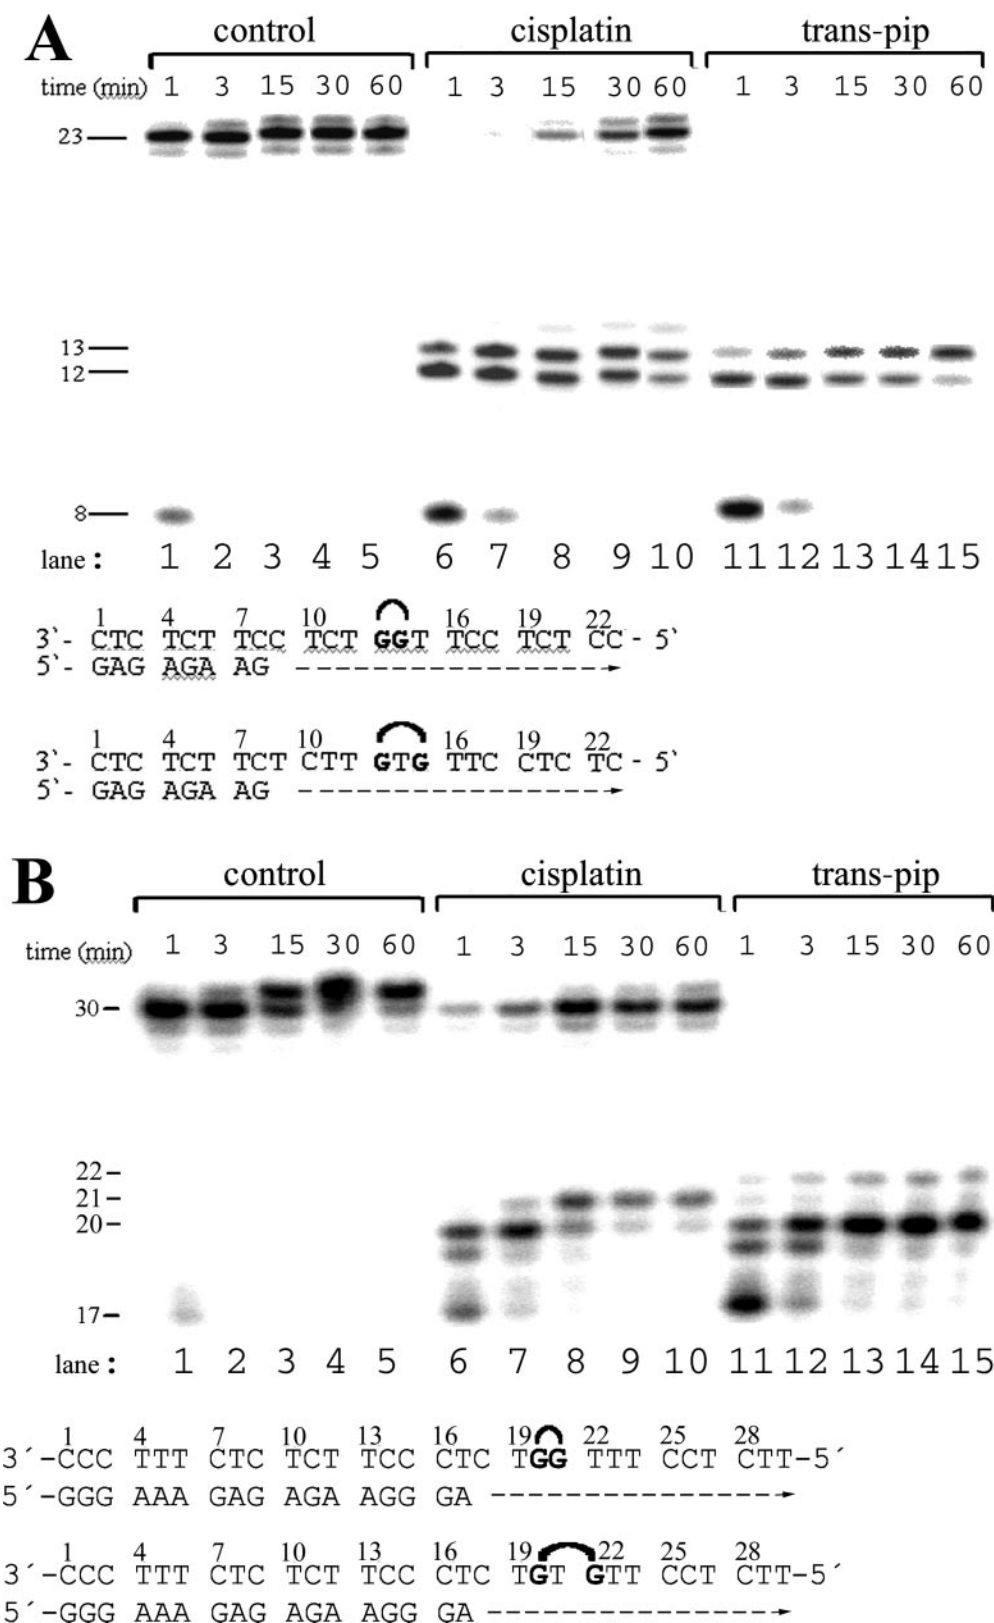 A control cisplatin trans-pip
time (min) 1 3 15 30 60 1 3 15 30 60 1 3 15 30 60
23
13
12
8
lane : 1 2 3 4 5 6 7 8 9 10 11 12 13 14 15
1 4 7 10 16 19 22
3`- CTC TCT TCC TCT GGT TCC TCT CC - 5`
5`- GAG AGA AG
1 4 7 10 16 19 22
3`- CTC TCT TCT CTT GTG TTC CTC TC - 5`
5`- GAG AGA AG
B control cisplatin trans-pip
time (min) 1 3 15 30 60 1 3 15 30 60 1 3 15 30 60
30
22
21
20
17
lane : 1 2 3 4 5 6 7 8 9 10 11 12 13 14 15
1 4 7 10 13 16 19 22 25 28
3´-CCC TTT CTC TCT TCC CTC TGG TTT CCT CTT-5´
5´-GGG AAA GAG AGA AGG GA
1 4 7 10 13 16 19 22 25 28
3´-CCC TTT CTC TCT TCC CTC TGT GTT CCT CTT-5´
5´-GGG AAA GAG AGA AGG GA